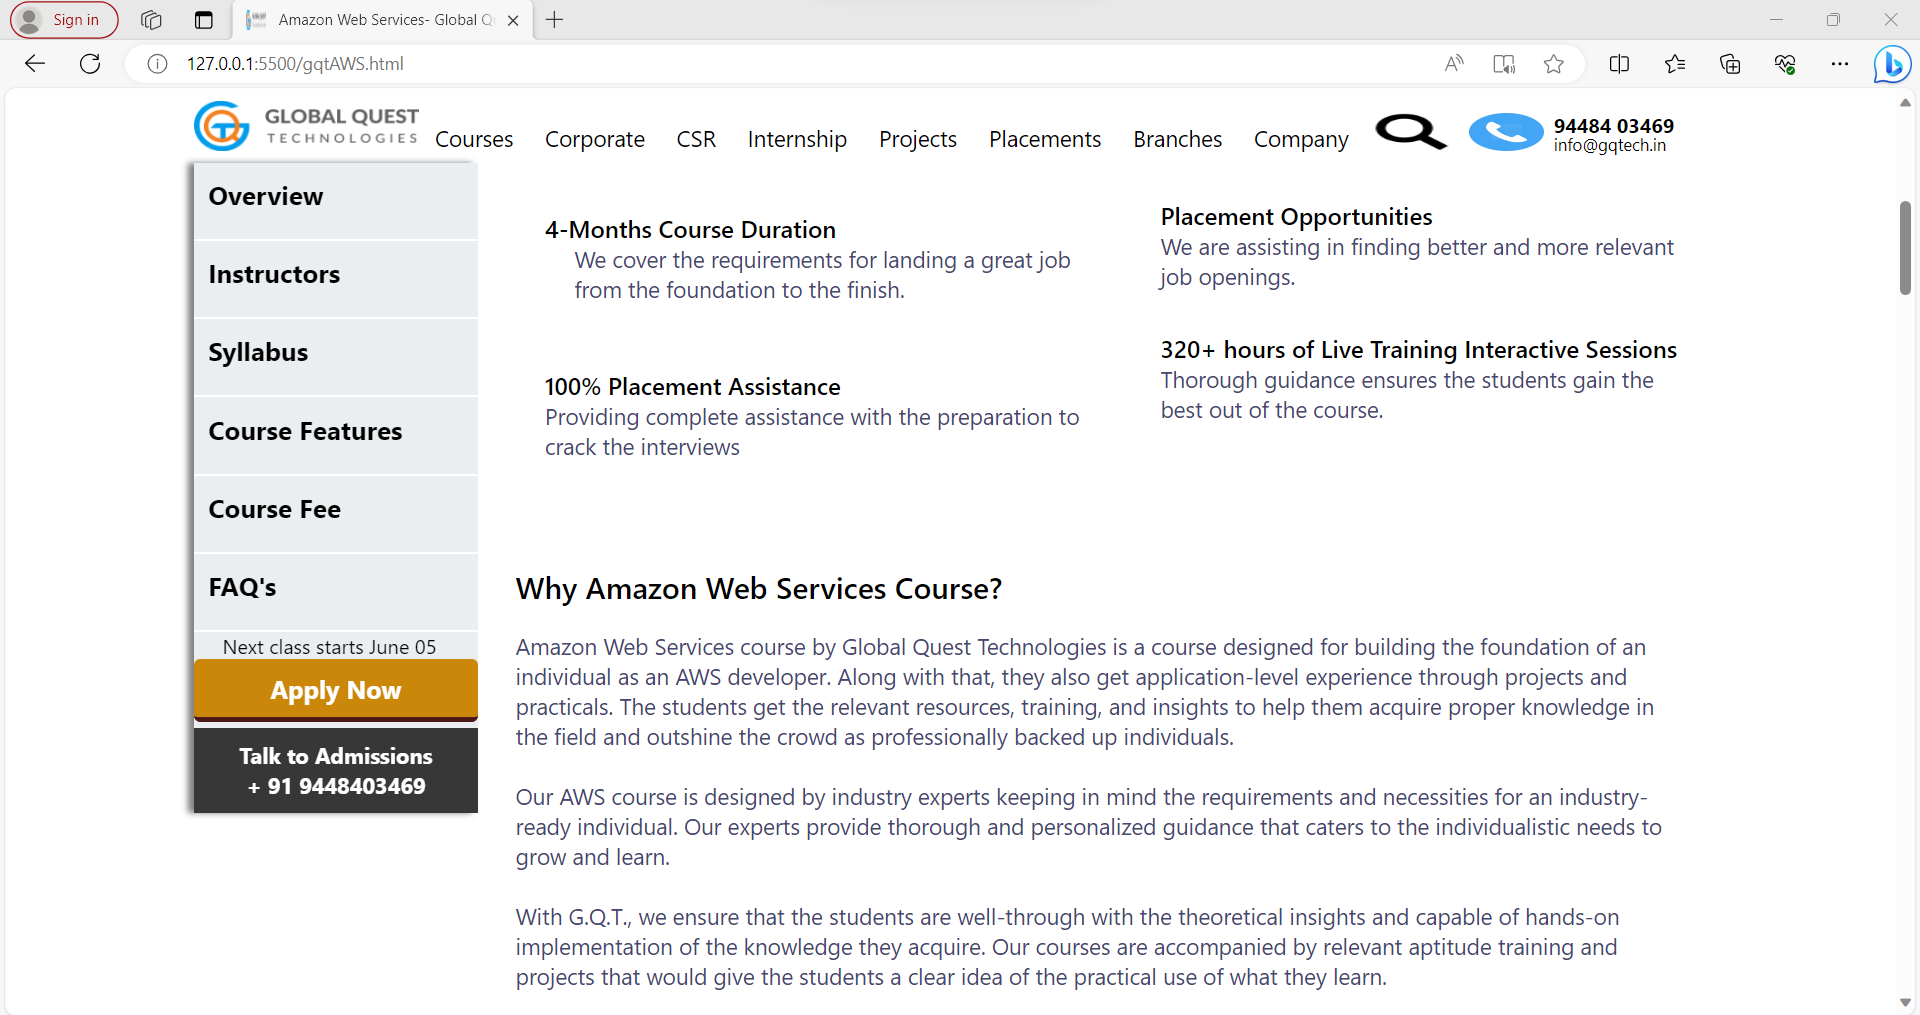 Sign in
Amazon Web Services- Global Q
127.0.0.1:5500/gqtAWS.html
GLOBAL QUEST
TECHNOLOGIES
Courses Corporate CSR Internship Projects Placements Branches Company
94484 03469
info@gqtech.in
Overview
Instructors
Syllabus
Course Features
Course Fee
FAQ's
Next class starts June 05
Apply Now
Talk to Admissions
+ 91 9448403469
4-Months Course Duration
We cover the requirements for landing a great job
from the foundation to the finish.
100% Placement Assistance
Providing complete assistance with the preparation to
crack the interviews
Placement Opportunities
We are assisting in finding better and more relevant
job openings.
320+ hours of Live Training Interactive Sessions
Thorough guidance ensures the students gain the
best out of the course.
Why Amazon Web Services Course?
Amazon Web Services course by Global Quest Technologies is a course designed for building the foundation of an
individual as an AWS developer. Along with that, they also get application-level experience through projects and
practicals. The students get the relevant resources, training, and insights to help them acquire proper knowledge in
the field and outshine the crowd as professionally backed up individuals.
Our AWS course is designed by industry experts keeping in mind the requirements and necessities for an industry-
ready individual. Our experts provide thorough and personalized guidance that caters to the individualistic needs to
grow and learn.
With G.Q.T., we ensure that the students are well-through with the theoretical insights and capable of hands-on
implementation of the knowledge they acquire. Our courses are accompanied by relevant aptitude training and
projects that would give the students a clear idea of the practical use of what they learn.